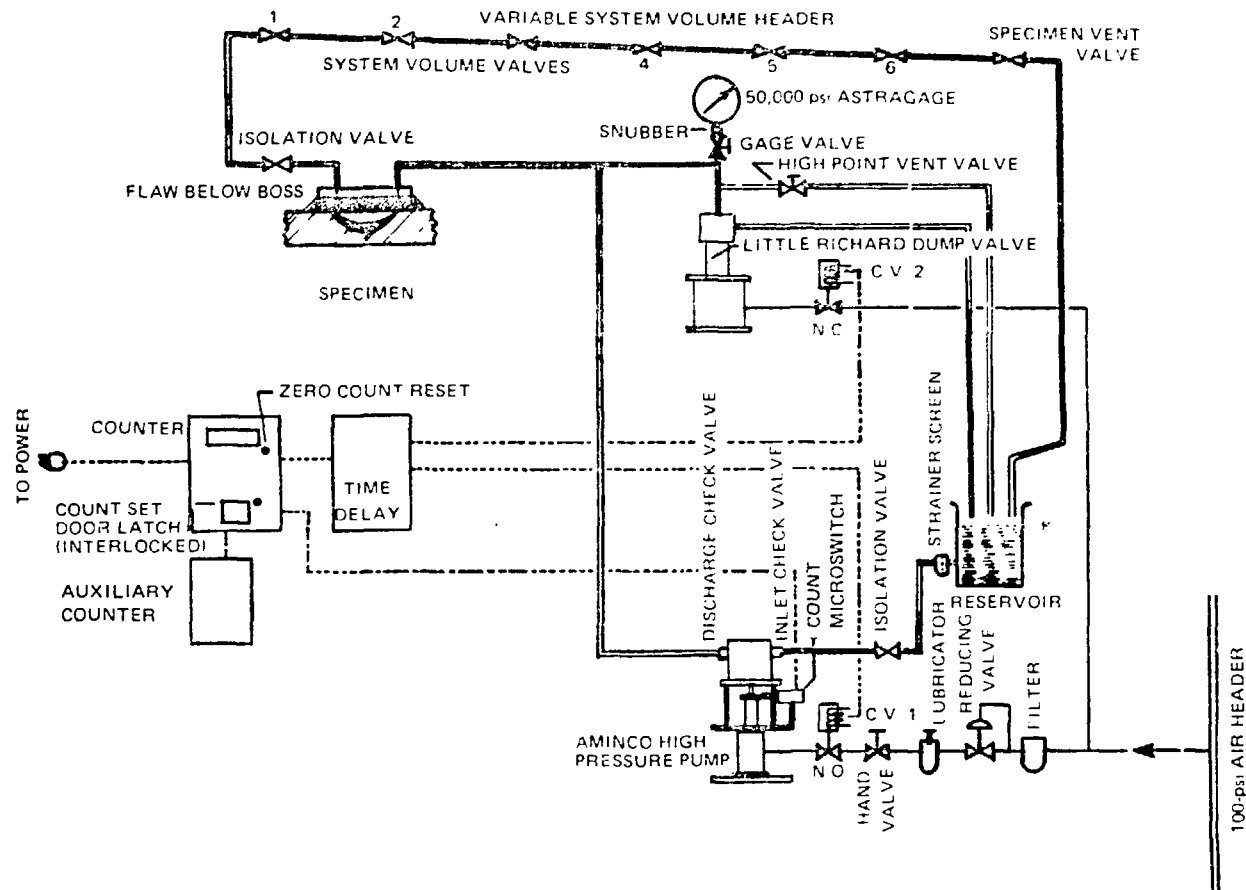 1
2
VARIABLE SYSTEM VOLUME HEADER
SPECIMEN VENT
VALVE
SYSTEM VOLUME VALVES
4
5
6
50,000 psi ASTRAGAGE
SNUBBER
GAGE VALVE
ISOLATION VALVE
HIGH POINT VENT VALVE
FLAW BELOW BOSS
LITTLE RICHARD DUMP VALVE
CV 2
NC
SPECIMEN
ZERO COUNT RESET
TO POWER
COUNTER
TIME
DELAY
COUNT SET
DOOR LATCH
(INTERLOCKED)
AUXILIARY
COUNTER
DISCHARGE CHECK VALVE
INLET CHECK VALVE
COUNT
MICROSWITCH
ISOLATION VALVE
STRAINER SCREEN
RESERVOIR
LUBRICATOR
REDUCING
VALVE
FILTER
CV 1
AMINCO HIGH
PRESSURE PUMP
NO
HAND
VALVE
100-psi AIR HEADER